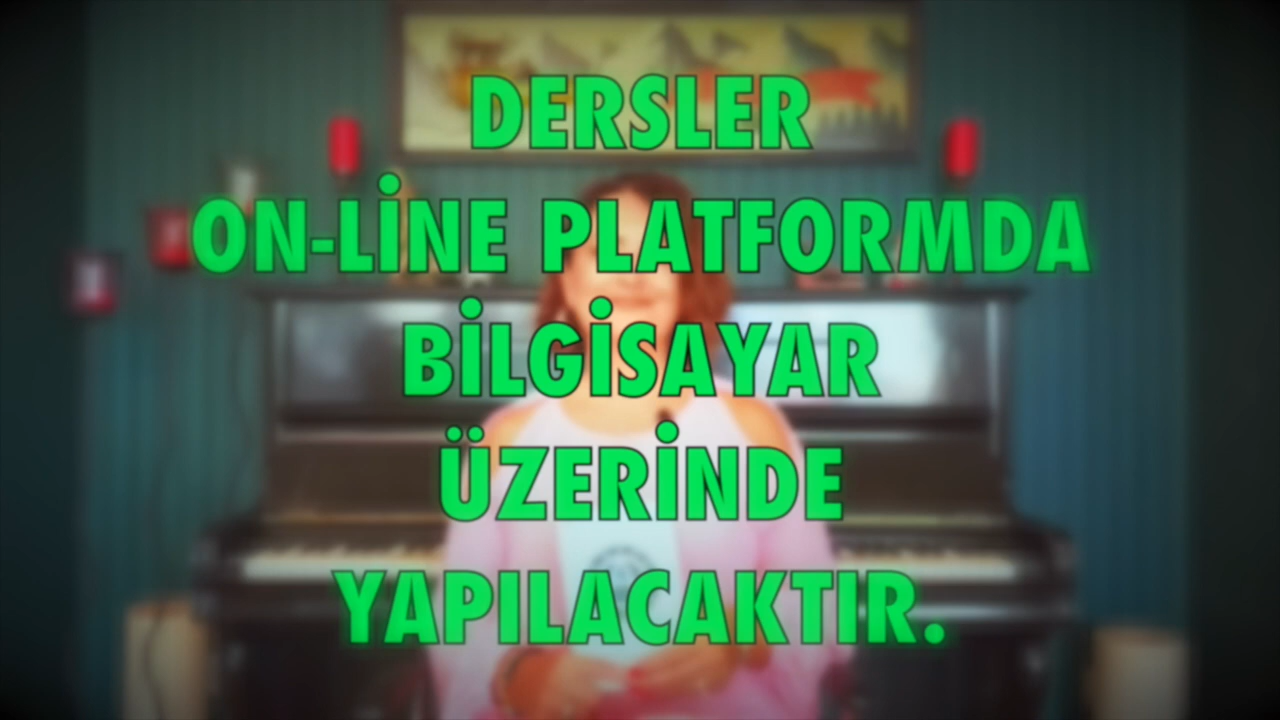 DERSLER
ON-LİNE PLATFORMDA
BİLGİSAYAR
ÜZERİNDE
YAPILACAKTIR.